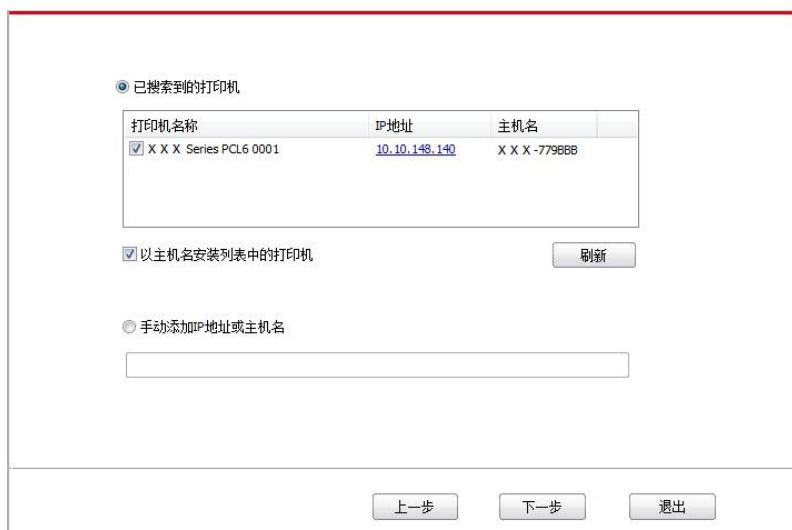 已搜索到的打印机
打印机名称 IP地址 主机名
X X X Series PCL6 0001 10.10.148.140 X X X -779BBB
以主机名安装列表中的打印机 刷新
手动添加IP地址或主机名
上一步 下一步 退出